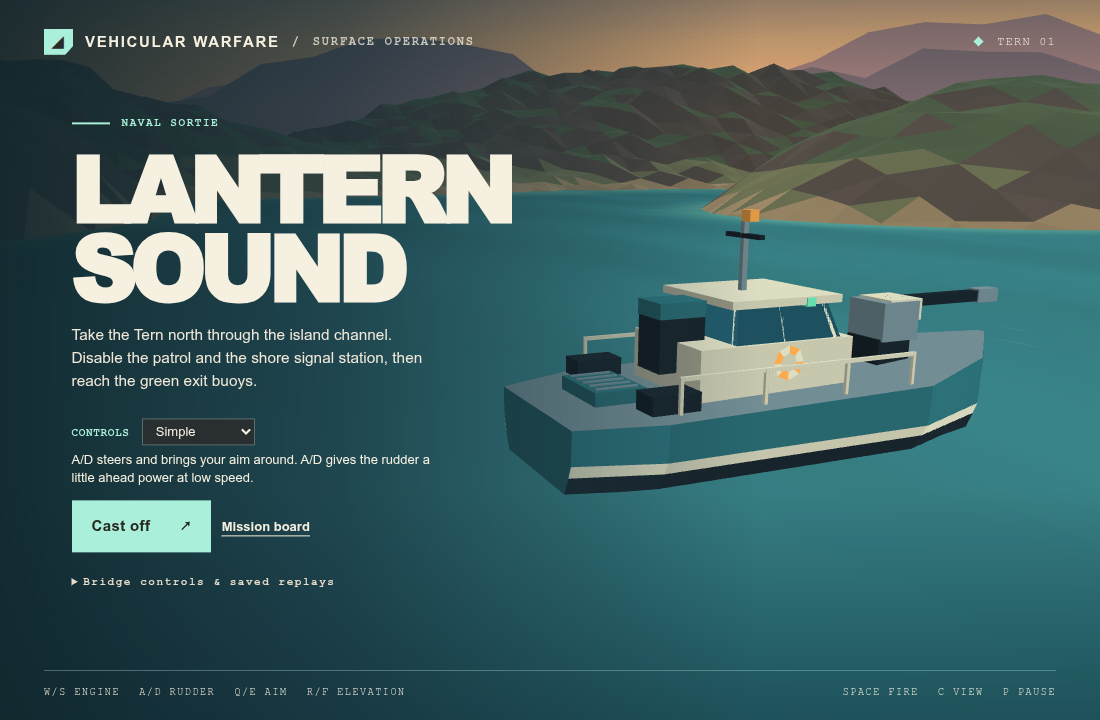 VEHICULAR WARFARE / SURFACE OPERATIONS
TERN 01
NAVAL SORTIE
LANTERN
SOUND
Take the Tern north through the island channel.
Disable the patrol and the shore signal station, then
reach the green exit buoys.
CONTROLS Simple
A/D steers and brings your aim around. A/D gives the rudder a
little ahead power at low speed.
Cast off ↗ Mission board
Bridge controls & saved replays
W/S ENGINE A/D RUDDER Q/E AIM R/F ELEVATION
SPACE FIRE C VIEW P PAUSE